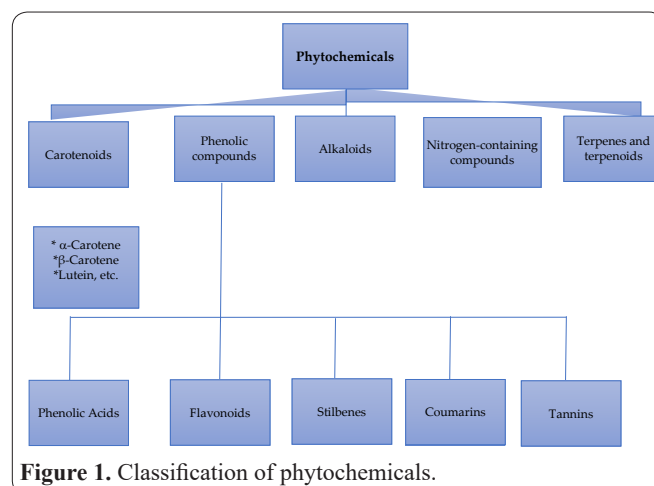 Phytochemicals
Carotenoids
Phenolic
compounds
Alkaloids
Nitrogen-containing
compounds
Terpenes and
terpenoids
* α-Carotene
*β-Carotene
*Lutein, etc.
Phenolic Acids
Flavonoids
Stilbenes
Coumarins
Tannins
Figure 1. Classification of phytochemicals.